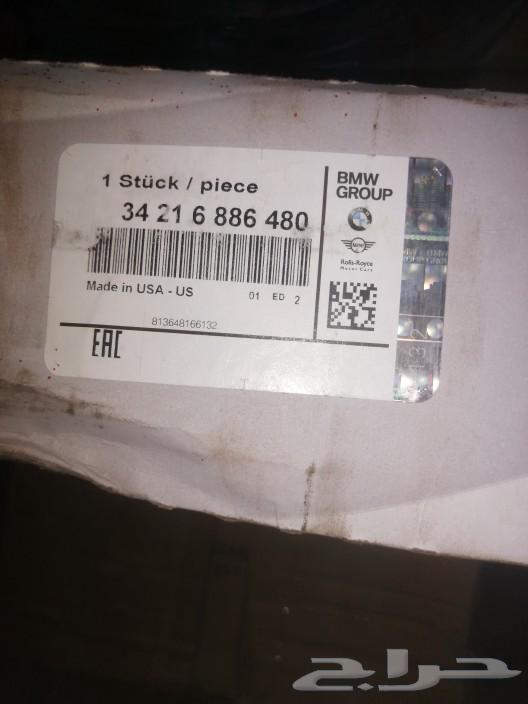 1 Stück / piece
34 21 6 886 480
Made in USA - US
01 ED 2
813648166132
EAC
BMW
GROUP
MINI
Rolls-Royce
Motor Cars
حراج